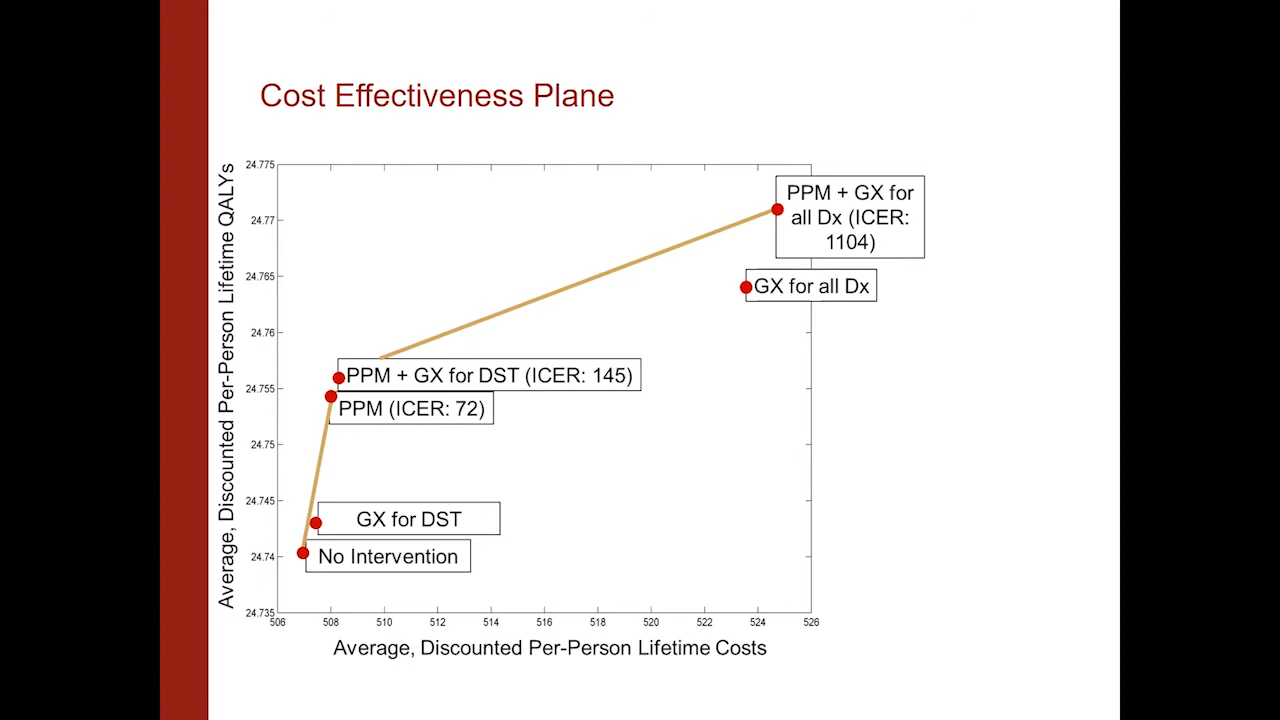 Cost Effectiveness Plane
Average, Discounted Per-Person Lifetime QALYs
24.775
24.77
24.765
24.76
24.755
24.75
24.745
24.74
24.735
PPM + GX for
all Dx (ICER:
1104)
GX for all Dx
PPM + GX for DST (ICER: 145)
PPM (ICER: 72)
GX for DST
No Intervention
506 508 510 512 514 516 518 520 522 524 526
Average, Discounted Per-Person Lifetime Costs